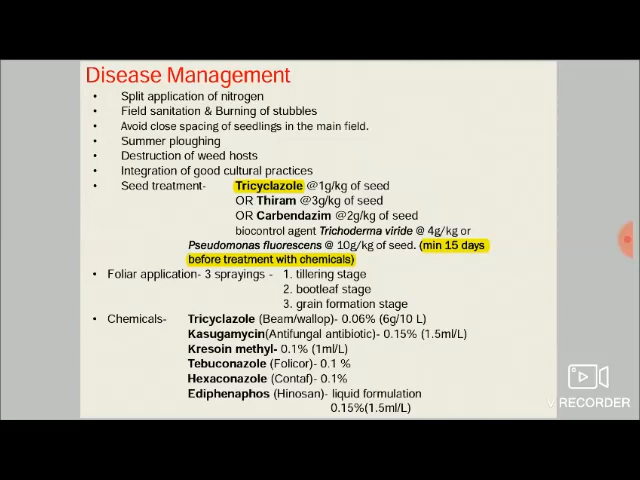 Disease Management
• Split application of nitrogen
• Field sanitation & Burning of stubbles
• Avoid close spacing of seedlings in the main field.
• Summer ploughing
• Destruction of weed hosts
• Integration of good cultural practices
• Seed treatment- Tricyclazole @1g/kg of seed
OR Thiram @3g/kg of seed
OR Carbendazim @2g/kg of seed
biocontrol agent Trichoderma viride @ 4g/kg or
Pseudomonas fluorescens @ 10g/kg of seed. (min 15 days
before treatment with chemicals)
• Foliar application- 3 sprayings - 1. tillering stage
2. bootleaf stage
3. grain formation stage
• Chemicals- Tricyclazole (Beam/wallop)- 0.06% (6g/10 L)
Kasugamycin(Antifungal antibiotic)- 0.15% (1.5ml/L)
Kresoin methyl- 0.1% (1ml/L)
Tebuconazole (Folicor)- 0.1 %
Hexaconazole (Contaf)- 0.1%
Ediphenaphos (Hinosan)- liquid formulation
0.15%(1.5ml/L)
V RECORDER